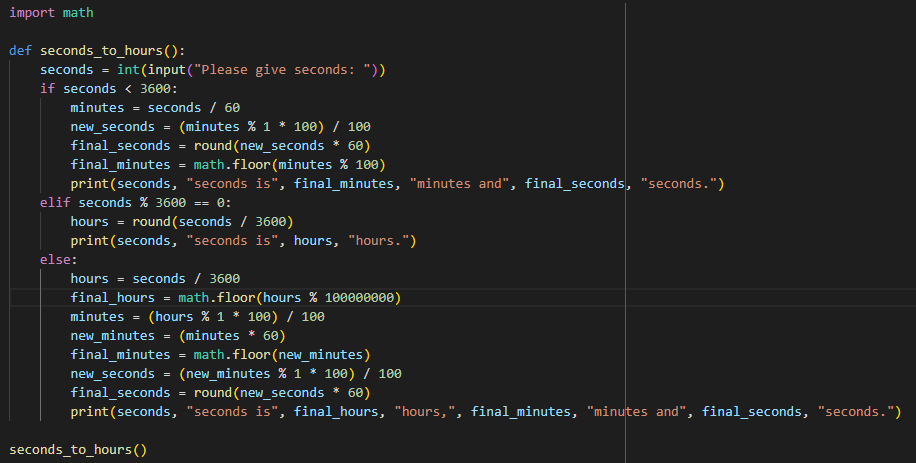 import math

def seconds_to_hours():
    seconds = int(input("Please give seconds: "))
    if seconds < 3600:
        minutes = seconds / 60
        new_seconds = (minutes % 1 * 100) / 100
        final_seconds = round(new_seconds * 60)
        final_minutes = math.floor(minutes % 100)
        print(seconds, "seconds is", final_minutes, "minutes and", final_seconds, "seconds.")
    elif seconds % 3600 == 0:
        hours = round(seconds / 3600)
        print(seconds, "seconds is", hours, "hours.")
    else:
        hours = seconds / 3600
        final_hours = math.floor(hours % 100000000)
        minutes = (hours % 1 * 100) / 100
        new_minutes = (minutes * 60)
        final_minutes = math.floor(new_minutes)
        new_seconds = (new_minutes % 1 * 100) / 100
        final_seconds = round(new_seconds * 60)
        print(seconds, "seconds is", final_hours, "hours,", final_minutes, "minutes and", final_seconds, "seconds.")

seconds_to_hours()